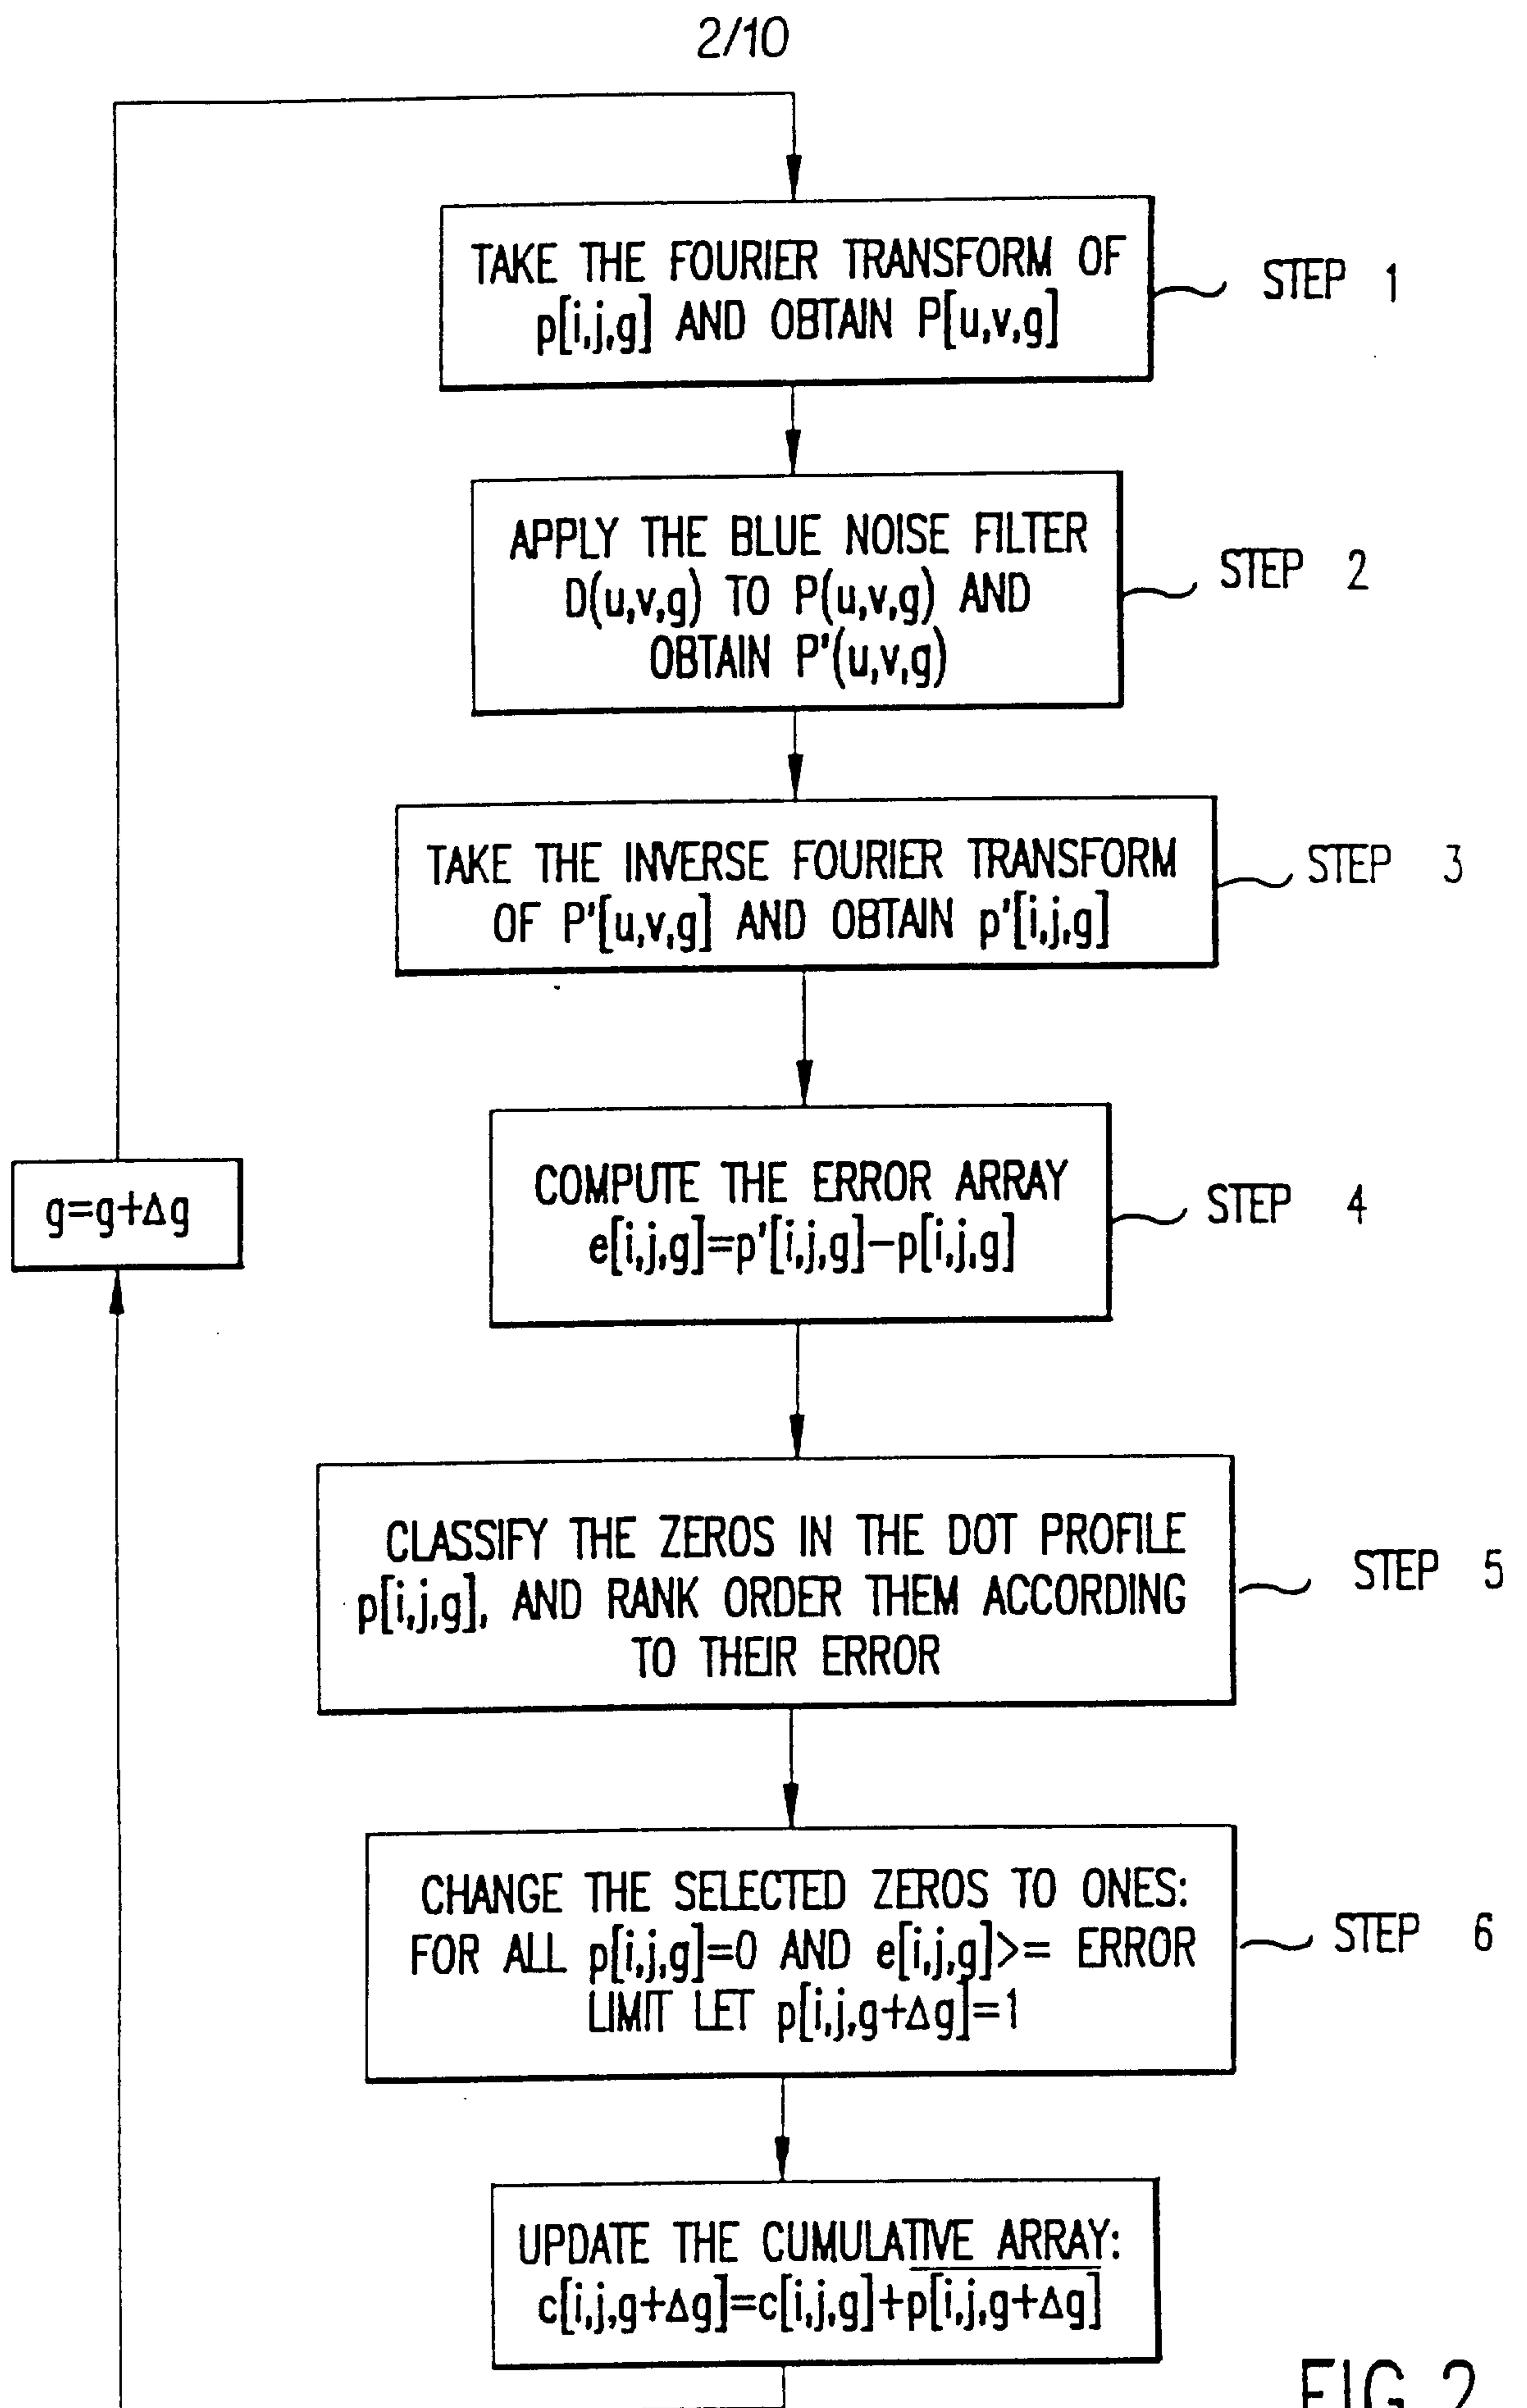 2/10
TAKE THE FOURIER TRANSFORM OF
p[i,j,g] AND OBTAIN P[u,v,g]
STEP 1
APPLY THE BLUE NOISE FILTER
D(u,v,g) TO P(u,v,g) AND
OBTAIN P'(u,v,g)
STEP 2
TAKE THE INVERSE FOURIER TRANSFORM
OF P'[u,v,g] AND OBTAIN p'[i,j,g]
STEP 3
COMPUTE THE ERROR ARRAY
e[i,j,g]=p'[i,j,g]−p[i,j,g]
STEP 4
g=g+Δg
CLASSIFY THE ZEROS IN THE DOT PROFILE
p[i,j,g], AND RANK ORDER THEM ACCORDING
TO THEIR ERROR
STEP 5
CHANGE THE SELECTED ZEROS TO ONES:
FOR ALL p[i,j,g]=0 AND e[i,j,g]>= ERROR
LIMIT LET p[i,j,g+Δg]=1
STEP 6
UPDATE THE CUMULATIVE ARRAY:
c[i,j,g+Δg]=c[i,j,g]+p[i,j,g+Δg]
FIG.2